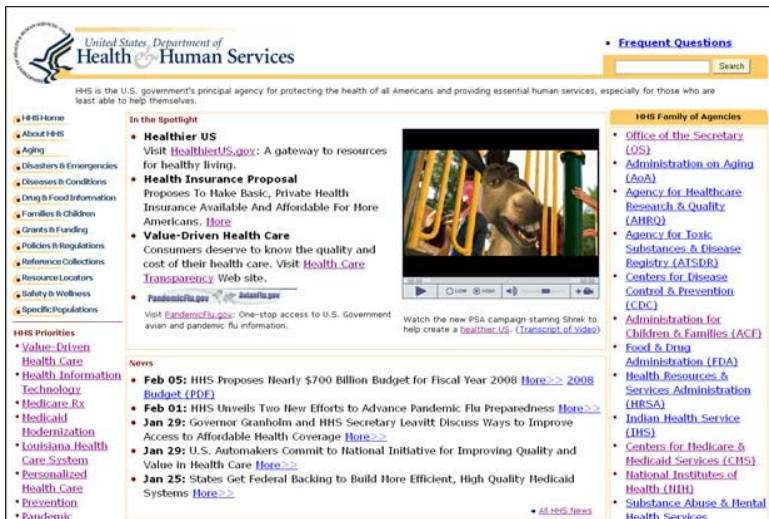 United States Department of
Health & Human Services
Frequent Questions
Search
HHS is the U.S. government's principal agency for protecting the health of all Americans and providing essential human services, especially for those who are
least able to help themselves.
HHS Home
About HHS
Aging
Disasters & Emergencies
Diseases & Conditions
Drug & Food Information
Families & Children
Grants & Funding
Policies & Regulations
Reference Collections
Resource Locators
Safety & Wellness
Specific Populations
HHS Priorities
Value-Driven
Health Care
Health Information
Technology
Medicare Rx
Medicaid
Modernization
Louisiana Health
Care System
Personalized
Health Care
Prevention
Pandemic
In the Spotlight
Healthier US
Visit HealthierUS.gov: A gateway to resources
for healthy living.
Health Insurance Proposal
Proposes To Make Basic, Private Health
Insurance Available And Affordable For More
Americans. More
Value-Driven Health Care
Consumers deserve to know the quality and
cost of their health care. Visit Health Care
Transparency Web site.
PandemicFlu.gov AvianFlu.gov
Visit PandemicFlu.gov: One-stop access to U.S. Government
avian and pandemic flu information.
LOW HIGH
Watch the new PSA campaign starring Shrek to
help create a healthier US. (Transcript of Video)
News
Feb 05: HHS Proposes Nearly $700 Billion Budget for Fiscal Year 2008 More>> 2008
Budget (PDF)
Feb 01: HHS Unveils Two New Efforts to Advance Pandemic Flu Preparedness More>>
Jan 29: Governor Granholm and HHS Secretary Leavitt Discuss Ways to Improve
Access to Affordable Health Coverage More>>
Jan 29: U.S. Automakers Commit to National Initiative for Improving Quality and
Value in Health Care More>>
Jan 25: States Get Federal Backing to Build More Efficient, High Quality Medicaid
Systems More>>
All HHS News
HHS Family of Agencies
Office of the Secretary
(OS)
Administration on Aging
(AoA)
Agency for Healthcare
Research & Quality
(AHRQ)
Agency for Toxic
Substances & Disease
Registry (ATSDR)
Centers for Disease
Control & Prevention
(CDC)
Administration for
Children & Families (ACF)
Food & Drug
Administration (FDA)
Health Resources &
Services Administration
(HRSA)
Indian Health Service
(IHS)
Centers for Medicare &
Medicaid Services (CMS)
National Institutes of
Health (NIH)
Substance Abuse & Mental
Health Services